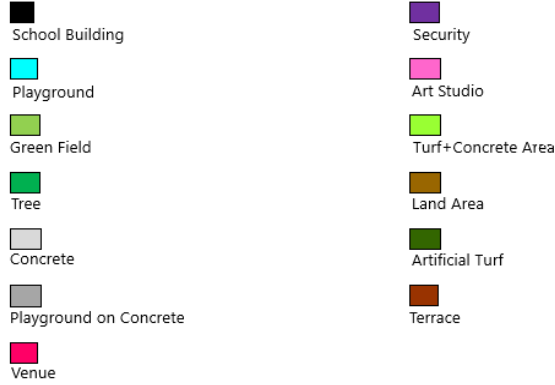 School Building
Security
Playground
Art Studio
Green Field
Turf+Concrete Area
Tree
Land Area
Concrete
Artificial Turf
Playground on Concrete
Terrace
Venue